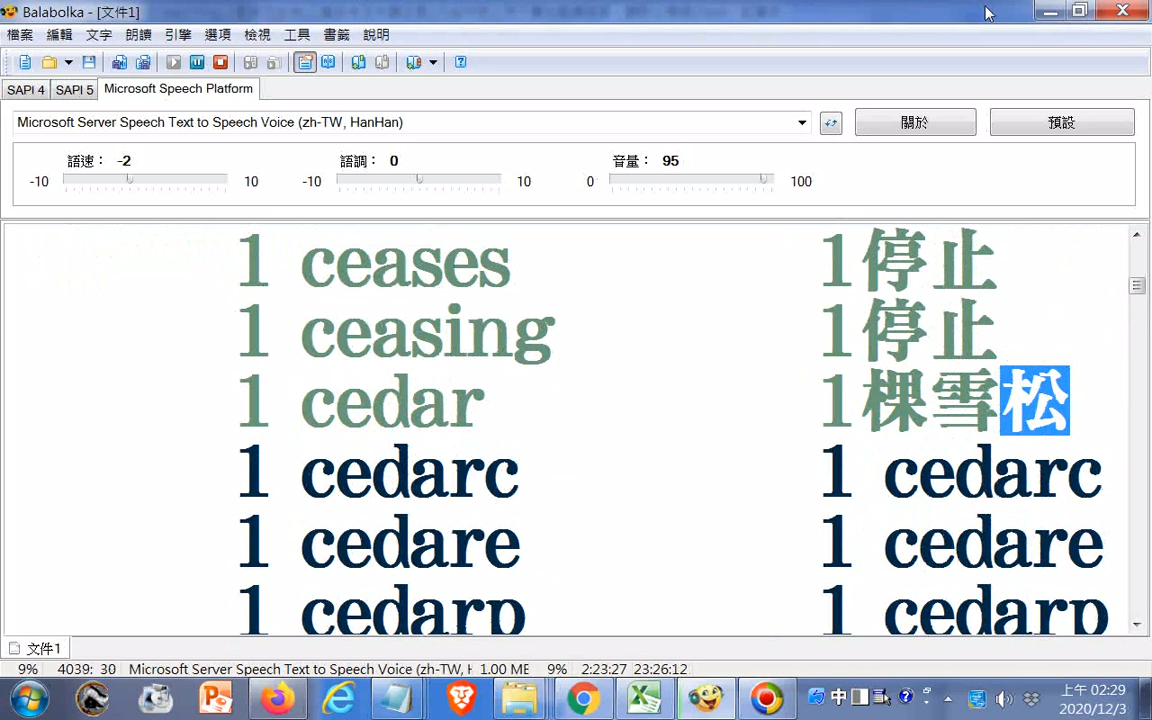 Balabolka - [文件1]
檔案 編輯 文字 朗讀 引擎 選項 檢視 工具 書籤 說明
SAPI 4 SAPI 5 Microsoft Speech Platform
Microsoft Server Speech Text to Speech Voice (zh-TW, HanHan) 關於 預設
語速： -2 語調： 0 音量： 95
-10 10 -10 10 0 100
1 ceases 1停止
1 ceasing 1停止
1 cedar 1棵雪松
1 cedarc 1 cedarc
1 cedare 1 cedare
1 cedarp 1 cedarp
文件1
9% 4039: 30 Microsoft Server Speech Text to Speech Voice (zh-TW, H 1.00 ME 9% 2:23:27 23:26:12
中 上午 02:29
2020/12/3